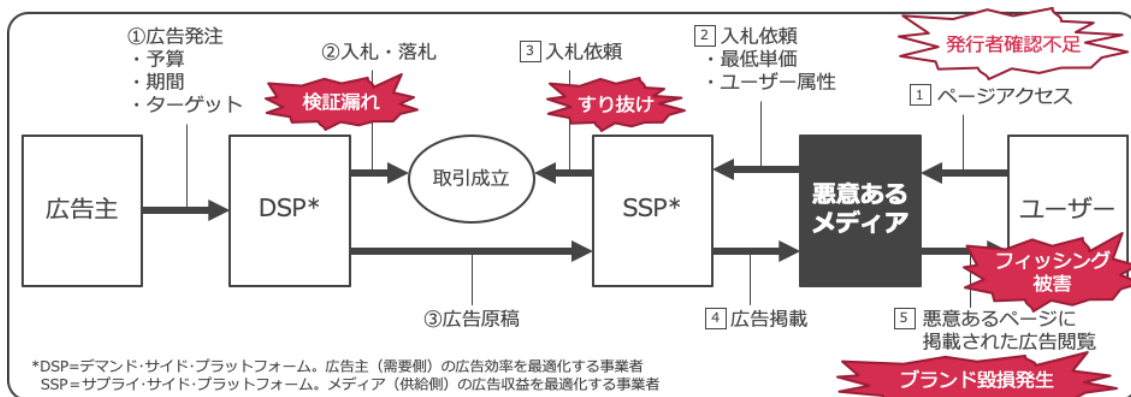 ①広告発注
・予算
・期間
・ターゲット
②入札・落札
検証漏れ
3 入札依頼
すり抜け
2 入札依頼
・最低単価
・ユーザー属性
発行者確認不足
1 ページアクセス
広告主
DSP*
取引成立
SSP*
悪意ある
メディア
ユーザー
フィッシング
被害
③広告原稿
4 広告掲載
5 悪意あるページに
掲載された広告閲覧
ブランド毀損発生
*DSP=デマンド・サイド・プラットフォーム。広告主（需要側）の広告効率を最適化する事業者
SSP=サプライ・サイド・プラットフォーム。メディア（供給側）の広告収益を最適化する事業者